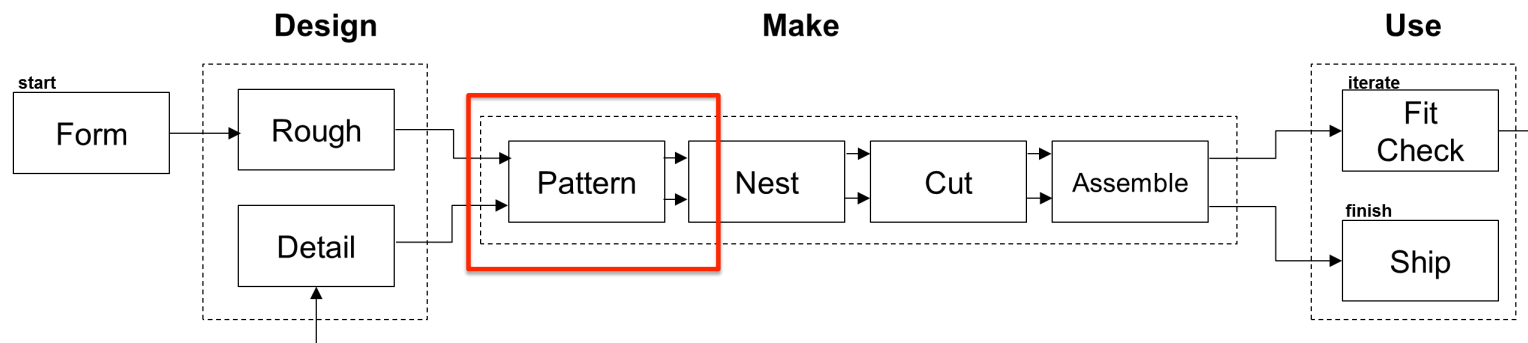 Design
Make
Use
start
Form
Rough
Detail
Pattern
Nest
Cut
Assemble
iterate
Fit
Check
finish
Ship